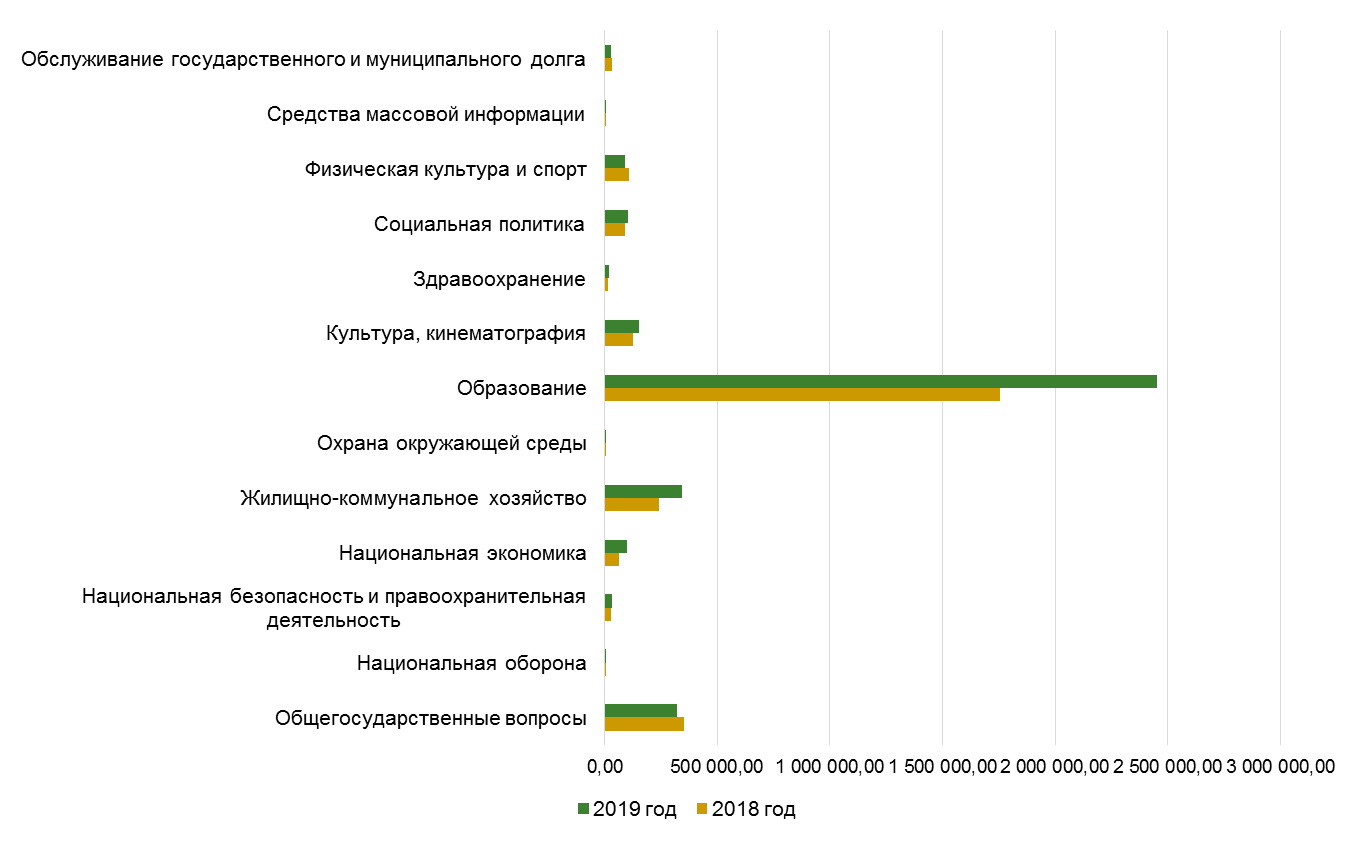 Обслуживание государственного и муниципального долга
Средства массовой информации
Физическая культура и спорт
Социальная политика
Здравоохранение
Культура, кинематография
Образование
Охрана окружающей среды
Жилищно-коммунальное хозяйство
Национальная экономика
Национальная безопасность и правоохранительная
деятельность
Национальная оборона
Общегосударственные вопросы
0,00 500 000,00 1 000 000,00 1 500 000,00 2 000 000,00 2 500 000,00 3 000 000,00
2019 год 2018 год